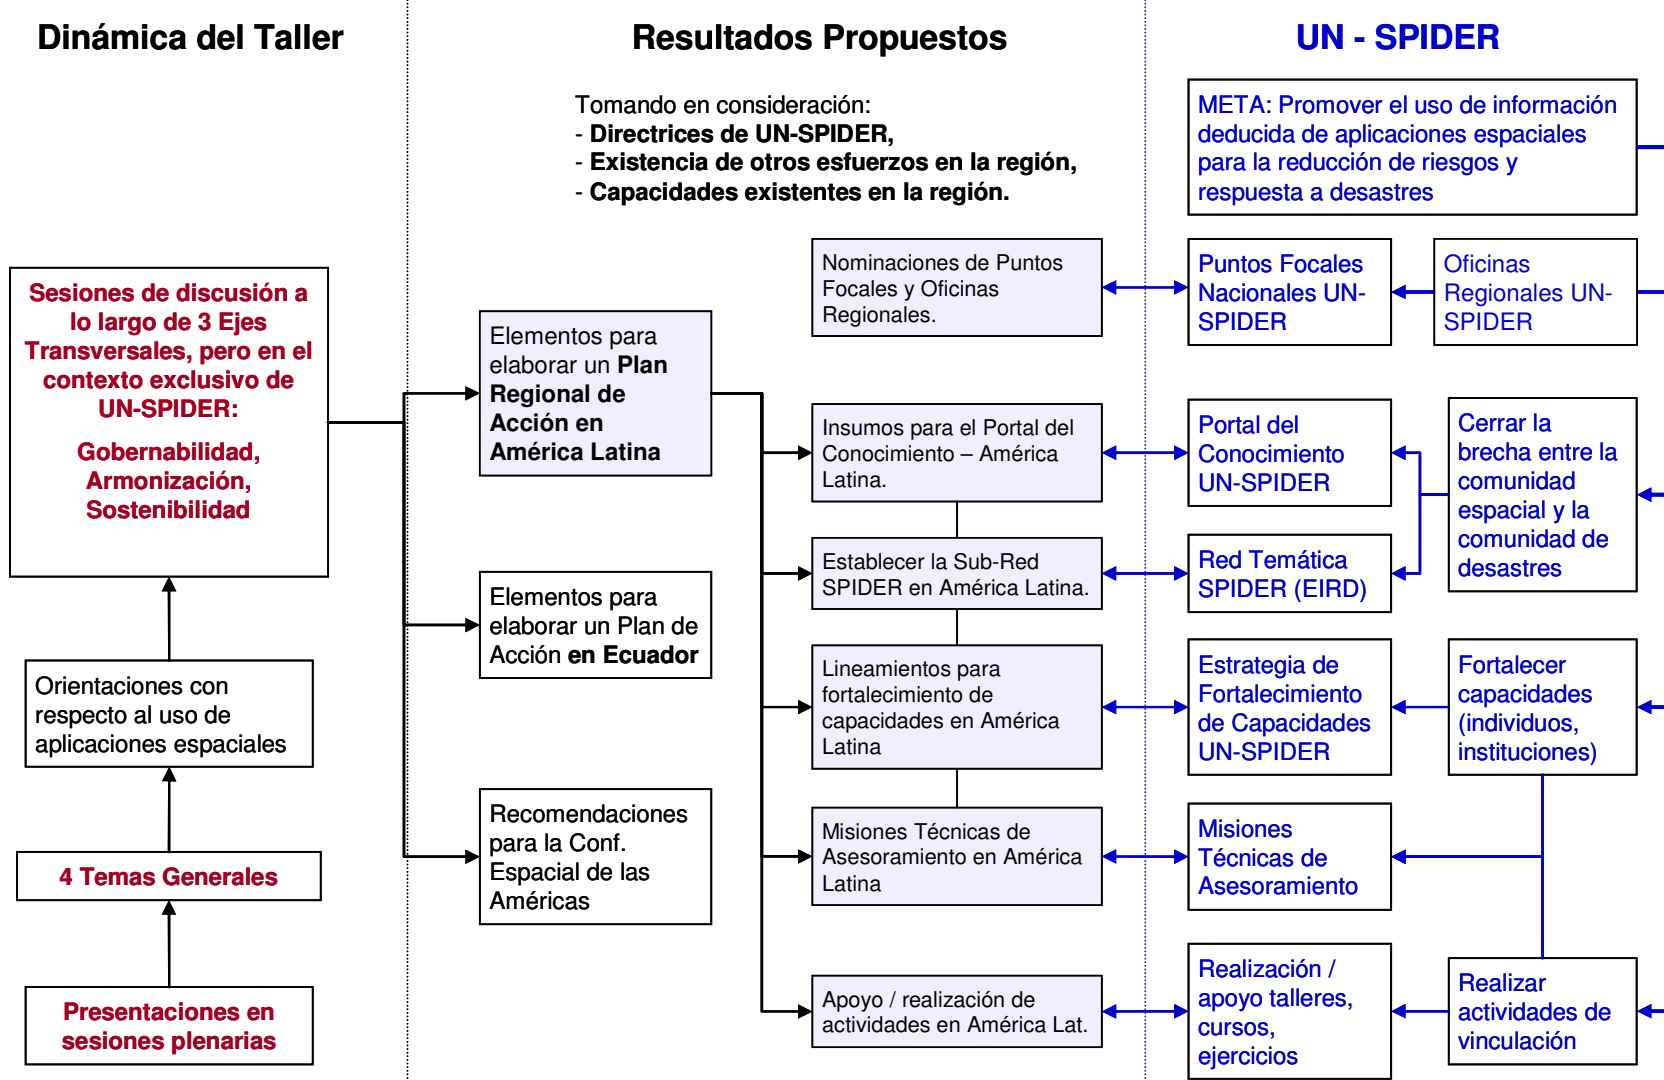 Dinámica del Taller
Resultados Propuestos
UN - SPIDER
Tomando en consideración:
- Directrices de UN-SPIDER,
- Existencia de otros esfuerzos en la región,
- Capacidades existentes en la región.
META: Promover el uso de información
deducida de aplicaciones espaciales
para la reducción de riesgos y
respuesta a desastres
Sesiones de discusión a
lo largo de 3 Ejes
Transversales, pero en el
contexto exclusivo de
UN-SPIDER:
Gobernabilidad,
Armonización,
Sostenibilidad
Orientaciones con
respecto al uso de
aplicaciones espaciales
4 Temas Generales
Presentaciones en
sesiones plenarias
Elementos para
elaborar un Plan
Regional de
Acción en
América Latina
Elementos para
elaborar un Plan de
Acción en Ecuador
Recomendaciones
para la Conf.
Espacial de las
Américas
Nominaciones de Puntos
Focales y Oficinas
Regionales.
Insumos para el Portal del
Conocimiento – América
Latina.
Establecer la Sub-Red
SPIDER en América Latina.
Lineamientos para
fortalecimiento de
capacidades en América
Latina
Misiones Técnicas de
Asesoramiento en América
Latina
Apoyo / realización de
actividades en América Lat.
Puntos Focales
Nacionales UN-
SPIDER
Oficinas
Regionales UN-
SPIDER
Portal del
Conocimiento
UN-SPIDER
Red Temática
SPIDER (EIRD)
Cerrar la
brecha entre la
comunidad
espacial y la
comunidad de
desastres
Estrategia de
Fortalecimiento
de Capacidades
UN-SPIDER
Fortalecer
capacidades
(individuos,
instituciones)
Misiones
Técnicas de
Asesoramiento
Realización /
apoyo talleres,
cursos,
ejercicios
Realizar
actividades de
vinculación